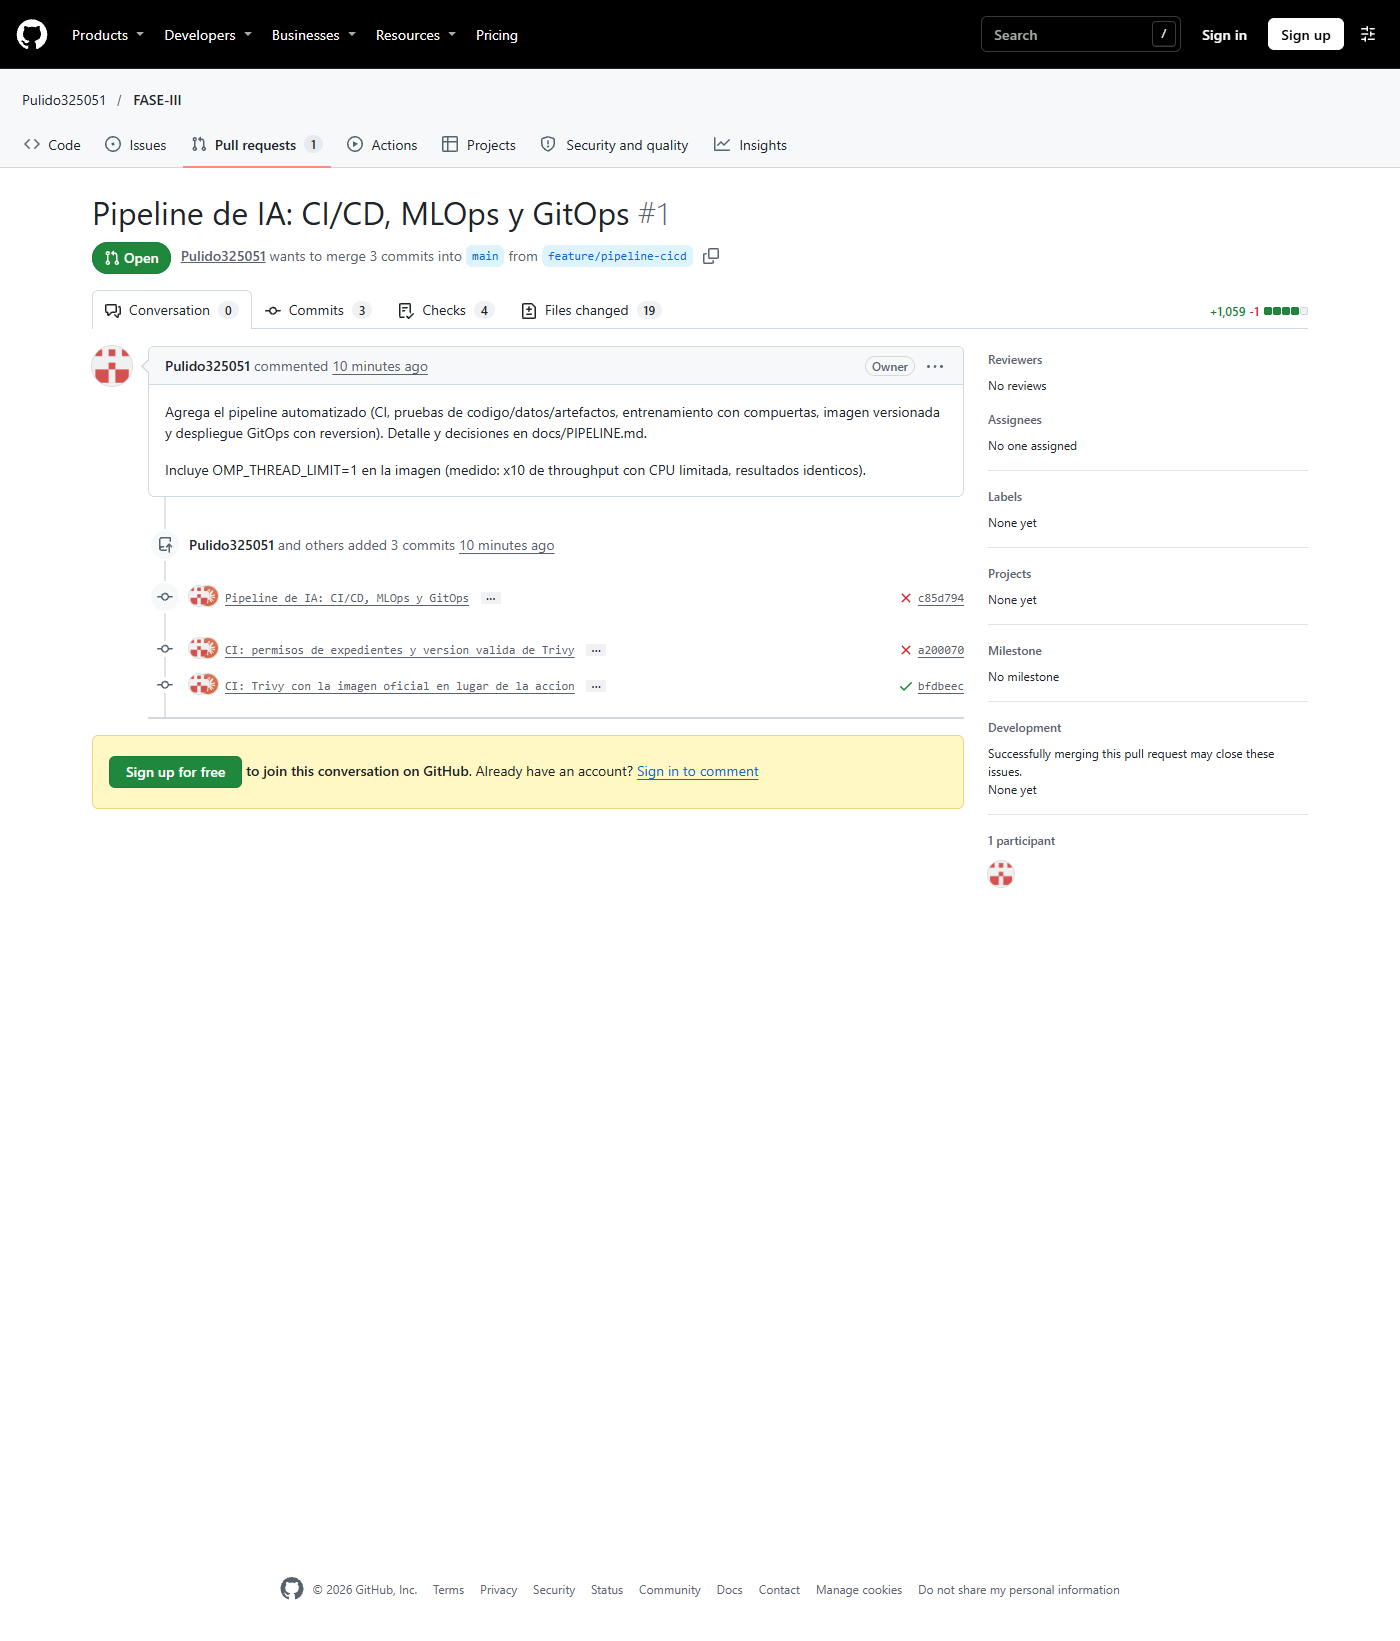 Products Developers Businesses Resources Pricing Search / Sign in Sign up
Pulido325051 / FASE-III
Code Issues Pull requests 1 Actions Projects Security and quality Insights
Pipeline de IA: CI/CD, MLOps y GitOps #1
Open Pulido325051 wants to merge 3 commits into main from feature/pipeline-cicd
Conversation 0 Commits 3 Checks 4 Files changed 19 +1,059 -1
Pulido325051 commented 10 minutes ago Owner ...
Agrega el pipeline automatizado (CI, pruebas de codigo/datos/artefactos, entrenamiento con compuertas, imagen versionada
y despliegue GitOps con reversion). Detalle y decisiones en docs/PIPELINE.md.
Incluye OMP_THREAD_LIMIT=1 en la imagen (medido: x10 de throughput con CPU limitada, resultados identicos).
Pulido325051 and others added 3 commits 10 minutes ago
Pipeline de IA: CI/CD, MLOps y GitOps ... c85d794
CI: permisos de expedientes y version valida de Trivy ... a200070
CI: Trivy con la imagen oficial en lugar de la accion ... bfdbeec
Sign up for free to join this conversation on GitHub. Already have an account? Sign in to comment
Reviewers
No reviews
Assignees
No one assigned
Labels
None yet
Projects
None yet
Milestone
No milestone
Development
Successfully merging this pull request may close these
issues.
None yet
1 participant
© 2026 GitHub, Inc. Terms Privacy Security Status Community Docs Contact Manage cookies Do not share my personal information